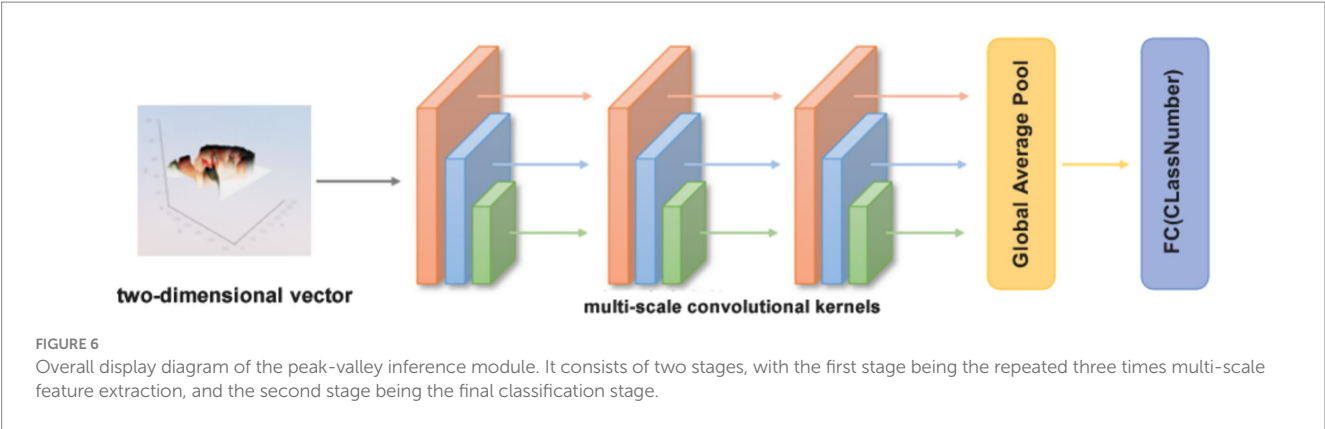 two-dimensional vector
multi-scale convolutional kernels
Global Average Pool
FC(CLassNumber)
FIGURE 6
Overall display diagram of the peak-valley inference module. It consists of two stages, with the first stage being the repeated three times multi-scale
feature extraction, and the second stage being the final classification stage.